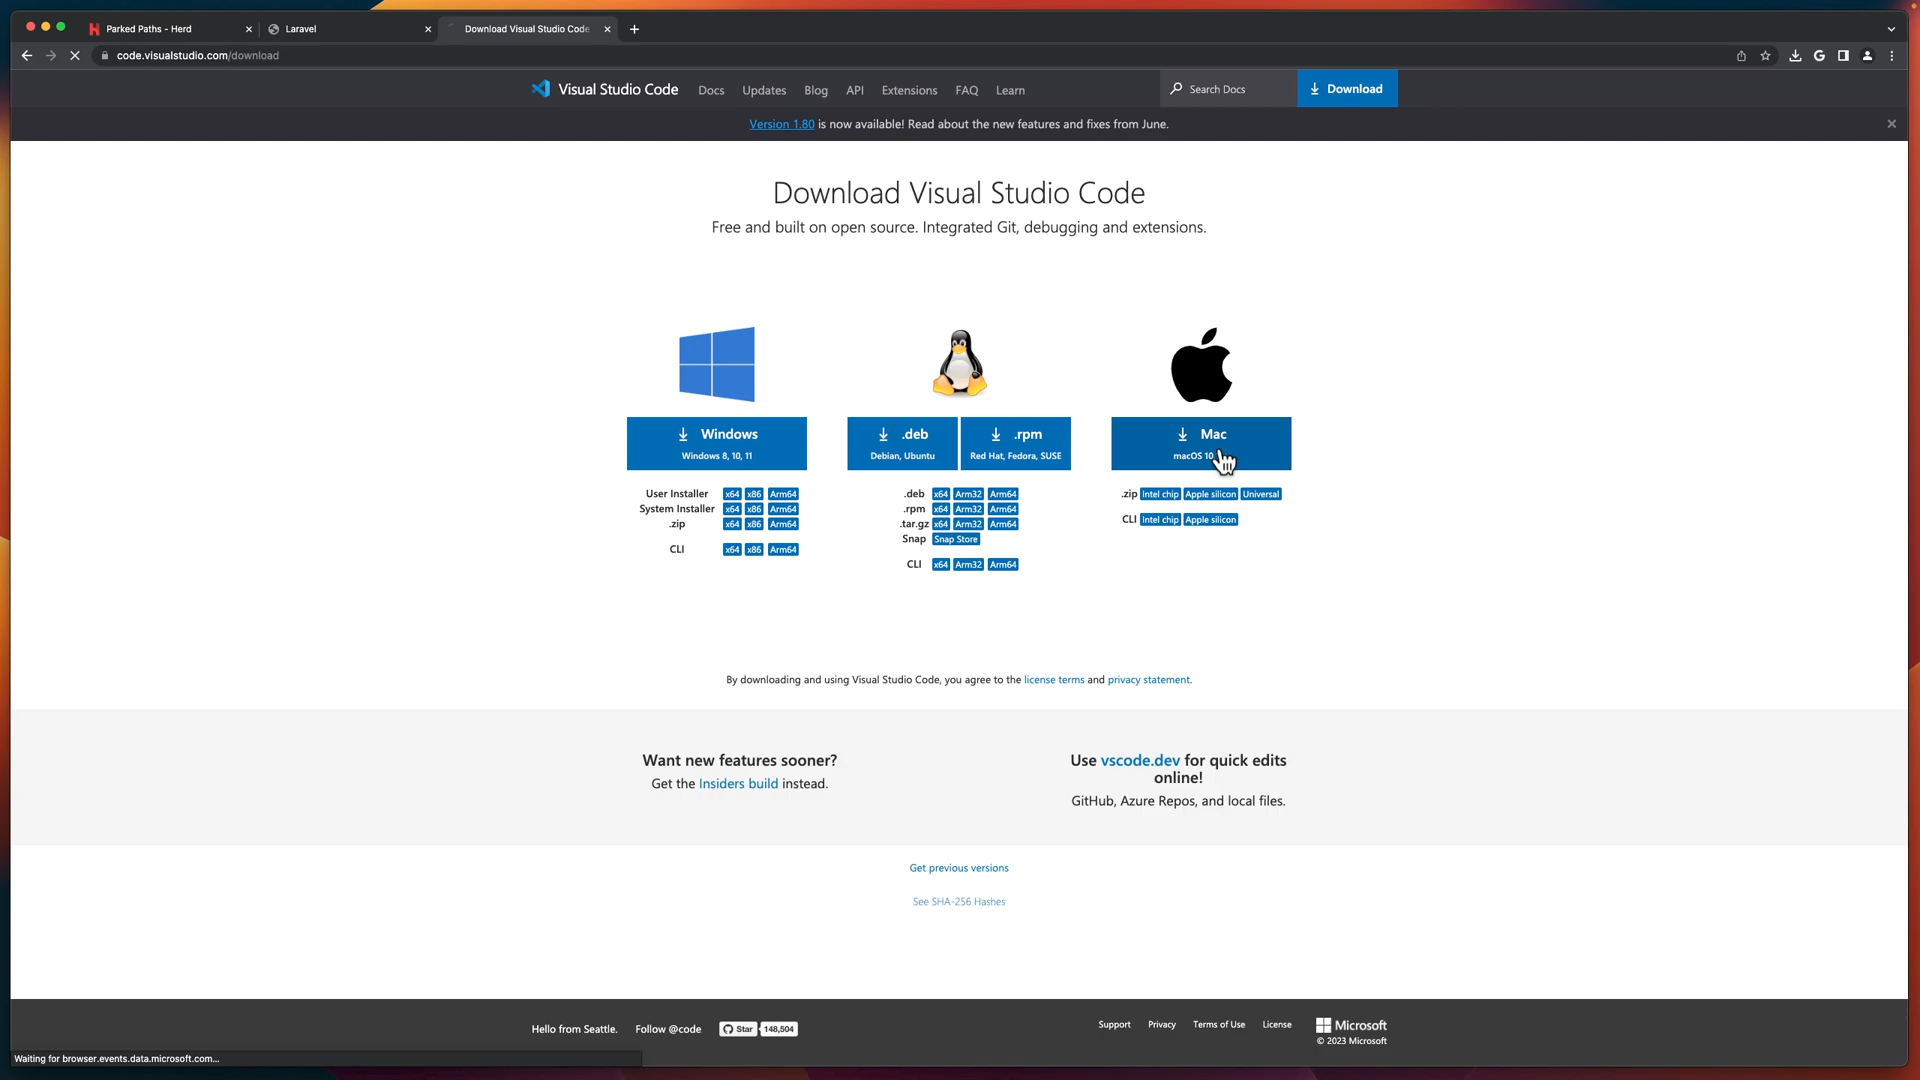 Parked Paths - Herd
Laravel
Download Visual Studio Code
code.visualstudio.com/download
Visual Studio Code
Docs
Updates
Blog
API
Extensions
FAQ
Learn
Search Docs
Download
Version 1.80 is now available! Read about the new features and fixes from June.
Download Visual Studio Code
Free and built on open source. Integrated Git, debugging and extensions.
Windows
Windows 8, 10, 11
User Installer x64 x86 Arm64
System Installer x64 x86 Arm64
.zip x64 x86 Arm64
CLI x64 x86 Arm64
.deb
Debian, Ubuntu
.rpm
Red Hat, Fedora, SUSE
.deb x64 Arm32 Arm64
.rpm x64 Arm32 Arm64
.tar.gz x64 Arm32 Arm64
Snap Snap Store
CLI x64 Arm32 Arm64
Mac
macOS 10
.zip Intel chip Apple silicon Universal
CLI Intel chip Apple silicon
By downloading and using Visual Studio Code, you agree to the license terms and privacy statement.
Want new features sooner?
Get the Insiders build instead.
Use vscode.dev for quick edits
online!
GitHub, Azure Repos, and local files.
Get previous versions
See SHA-256 Hashes
Hello from Seattle.
Follow @code
Star 148,504
Support
Privacy
Terms of Use
License
Microsoft
© 2023 Microsoft
Waiting for browser.events.data.microsoft.com...